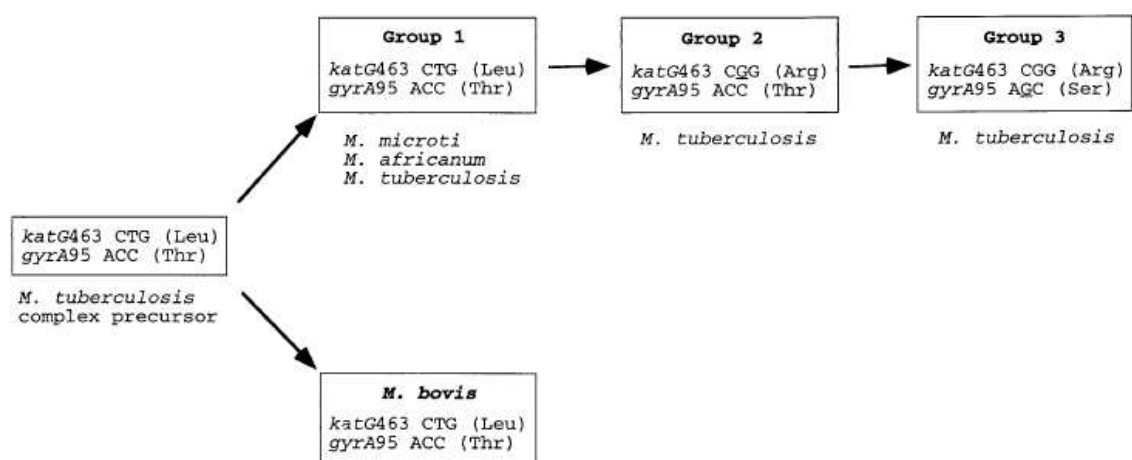 Group 1
katG463 CTG (Leu)
gyrA95 ACC (Thr)
M. microti
M. africanum
M. tuberculosis
Group 2
katG463 CGG (Arg)
gyrA95 ACC (Thr)
M. tuberculosis
Group 3
katG463 CGG (Arg)
gyrA95 AGC (Ser)
M. tuberculosis
katG463 CTG (Leu)
gyrA95 ACC (Thr)
M. tuberculosis
complex precursor
M. bovis
katG463 CTG (Leu)
gyrA95 ACC (Thr)